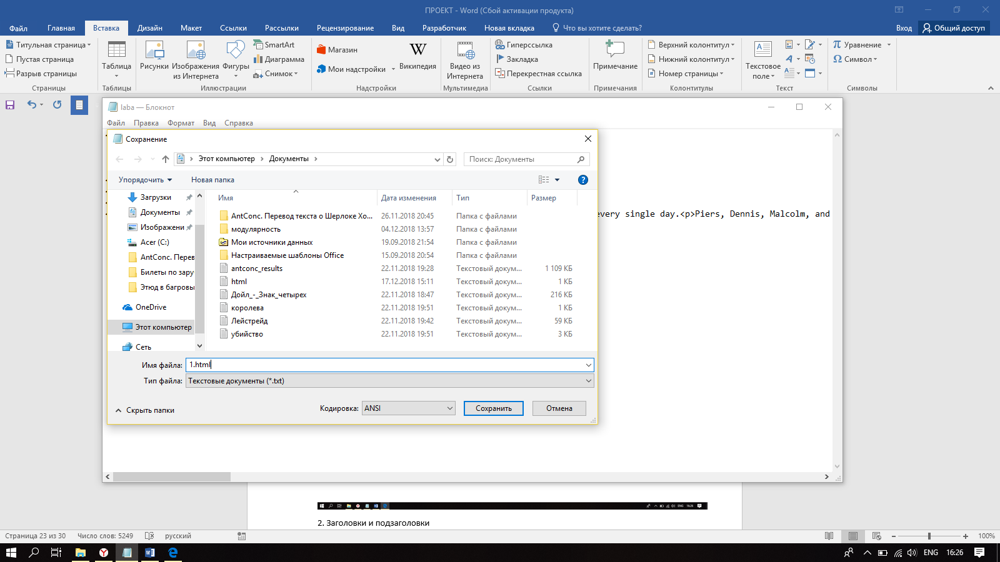 ПРОЕКТ - Word (Сбой активации продукта)
Файл Главная Вставка Дизайн Макет Ссылки Рассылки Рецензирование Вид Разработчик Новая вкладка Что вы хотите сделать? Вход Общий доступ
Титульная страница
Пустая страница
Разрыв страницы
Страницы
Таблица
Таблицы
Рисунки
Изображения из Интернета
Фигуры
SmartArt
Диаграмма
Снимок
Иллюстрации
Магазин
Мои надстройки
W
Википедия
Надстройки
Видео из Интернета
Мультимедиа
Гиперссылка
Закладка
Перекрестная ссылка
Ссылки
Примечание
Примечания
Верхний колонтитул
Нижний колонтитул
Номер страницы
Колонтитулы
Текстовое поле
Текст
π Уравнение
Ω Символ
Символы
laba — Блокнот
Файл Правка Формат Вид Справка
Сохранение
Этот компьютер › Документы ›
Поиск: Документы
Упорядочить Новая папка
Загрузки
Документы
Изображени
Acer (C:)
AntConc. Перев
Билеты по зару
Этюд в багровы
OneDrive
Этот компьютер
Сеть
Имя Дата изменения Тип Размер
AntConc. Перевод текста о Шерлоке Хо... 26.11.2018 20:45 Папка с файлами
модулярность 04.12.2018 13:57 Папка с файлами
Мои источники данных 19.09.2018 21:54 Папка с файлами
Настраиваемые шаблоны Office 15.09.2018 20:54 Папка с файлами
antconc_results 22.11.2018 19:28 Текстовый докум... 1 109 КБ
html 17.12.2018 15:11 Текстовый докум... 1 КБ
Дойл_-_Знак_четырех 22.11.2018 18:47 Текстовый докум... 216 КБ
королева 22.11.2018 19:51 Текстовый докум... 1 КБ
Лейстрейд 22.11.2018 19:42 Текстовый докум... 59 КБ
убийство 22.11.2018 19:51 Текстовый докум... 3 КБ
every single day.<p>Piers, Dennis, Malcolm, and
Имя файла: 1.html
Тип файла: Текстовые документы (*.txt)
Скрыть папки Кодировка: ANSI Сохранить Отмена
2. Заголовки и подзаголовки
Страница 23 из 30 Число слов: 5249 русский 100%
ENG 16:26